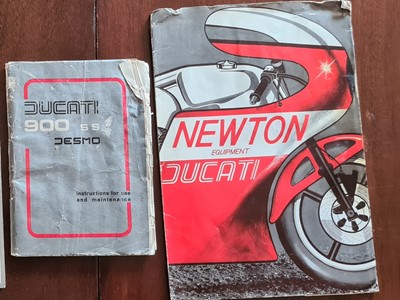 DUCATI
900 SS
DESMO
instructions for use
and maintenance
NEWTON
EQUIPMENT
DUCATI